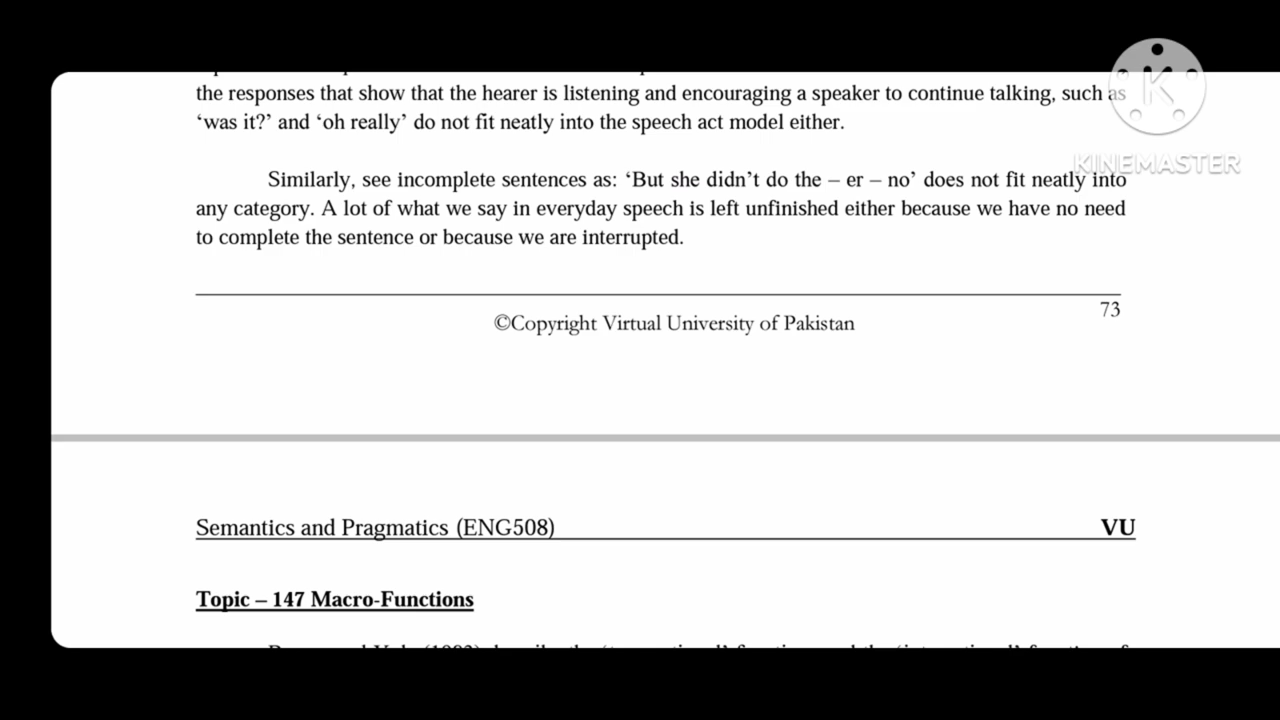 the responses that show that the hearer is listening and encouraging a speaker to continue talking, such as
‘was it?’ and ‘oh really’ do not fit neatly into the speech act model either.
Similarly, see incomplete sentences as: ‘But she didn’t do the – er – no’ does not fit neatly into
any category. A lot of what we say in everyday speech is left unfinished either because we have no need
to complete the sentence or because we are interrupted.
73
©Copyright Virtual University of Pakistan
Semantics and Pragmatics (ENG508) VU
Topic – 147 Macro-Functions
K
KINEMASTER